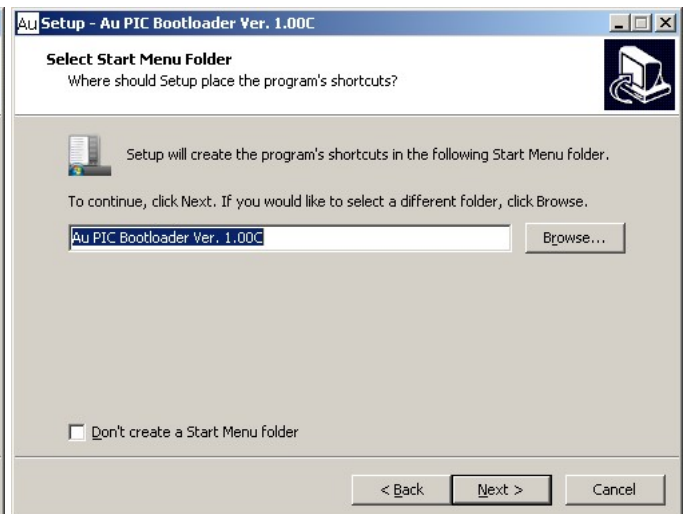 Au Setup - Au PIC Bootloader Ver. 1.00C
Select Start Menu Folder
Where should Setup place the program's shortcuts?
Setup will create the program's shortcuts in the following Start Menu folder.
To continue, click Next. If you would like to select a different folder, click Browse.
Au PIC Bootloader Ver. 1.00C
Browse...
Don't create a Start Menu folder
< Back Next > Cancel